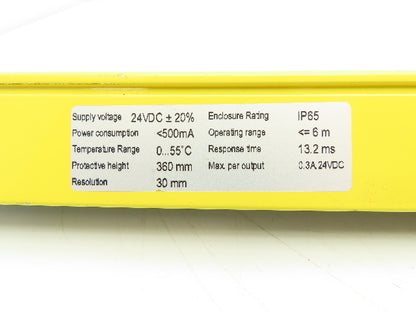 Supply voltage 24VDC ± 20% Enclosure Rating IP65
Power consumption <500mA Operating range <= 6 m
Temperature Range 0...55°C Response time 13.2 ms
Protective height 360 mm Max. per output 0.3A,24VDC
Resolution 30 mm